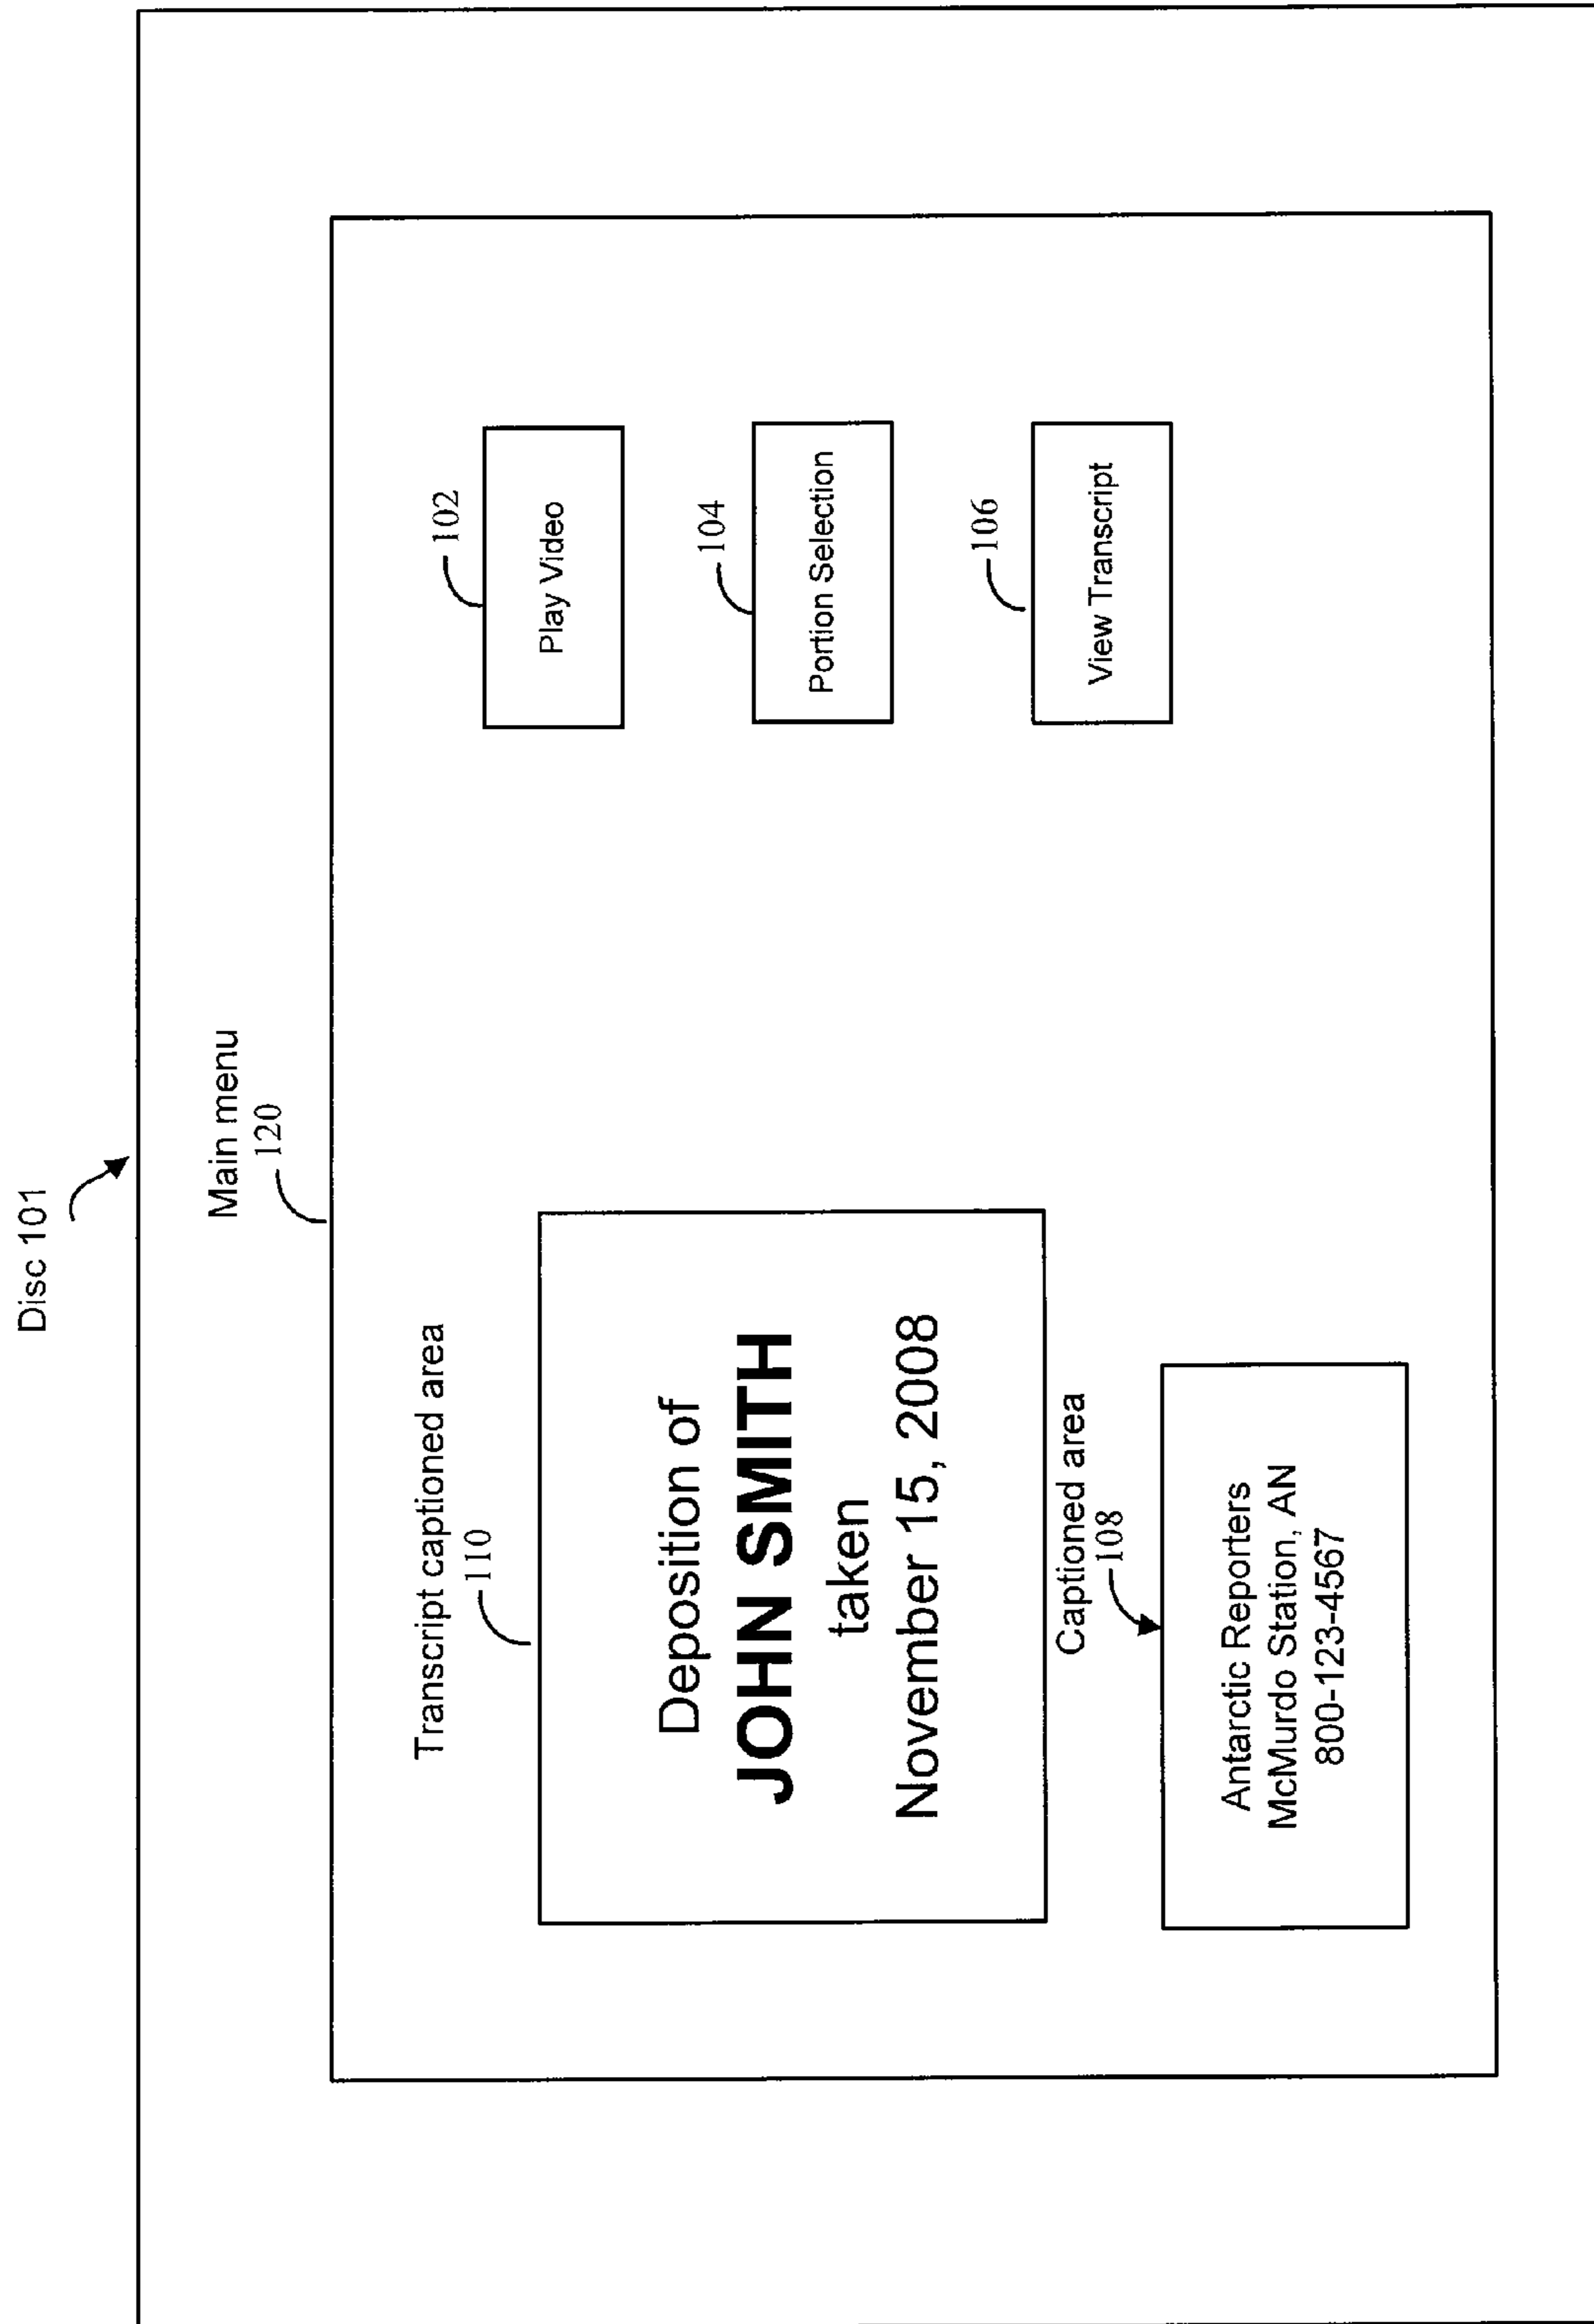 Disc 101
Main menu
120
Transcript captioned area
110
Deposition of
JOHN SMITH
taken
November 15, 2008
Captioned area
108
Antarctic Reporters
McMurdo Station, AN
800-123-4567
102
Play Video
104
Portion Selection
106
View Transcript